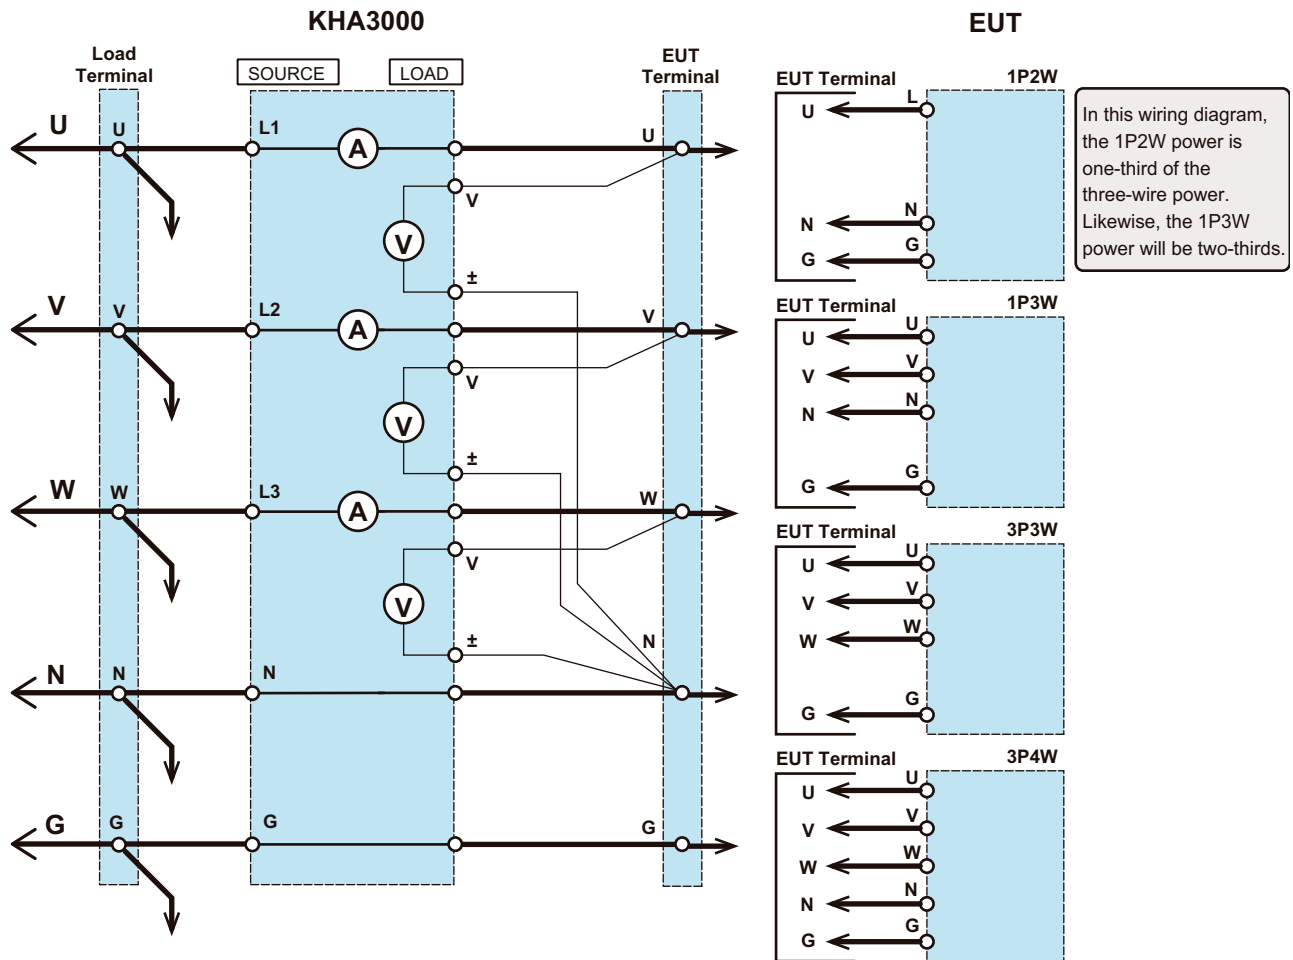 KHA3000
EUT
Load
Terminal
SOURCE
LOAD
EUT
Terminal
U
U
L1
A
U
V
V
±
V
V
L2
A
V
V
V
±
W
W
L3
A
W
V
V
±
N
N
N
N
G
G
G
G
EUT Terminal
1P2W
U
L
N
N
G
G
In this wiring diagram,
the 1P2W power is
one-third of the
three-wire power.
Likewise, the 1P3W
power will be two-thirds.
EUT Terminal
1P3W
U
U
V
V
N
N
G
G
EUT Terminal
3P3W
U
U
V
V
W
W
G
G
EUT Terminal
3P4W
U
U
V
V
W
W
N
N
G
G